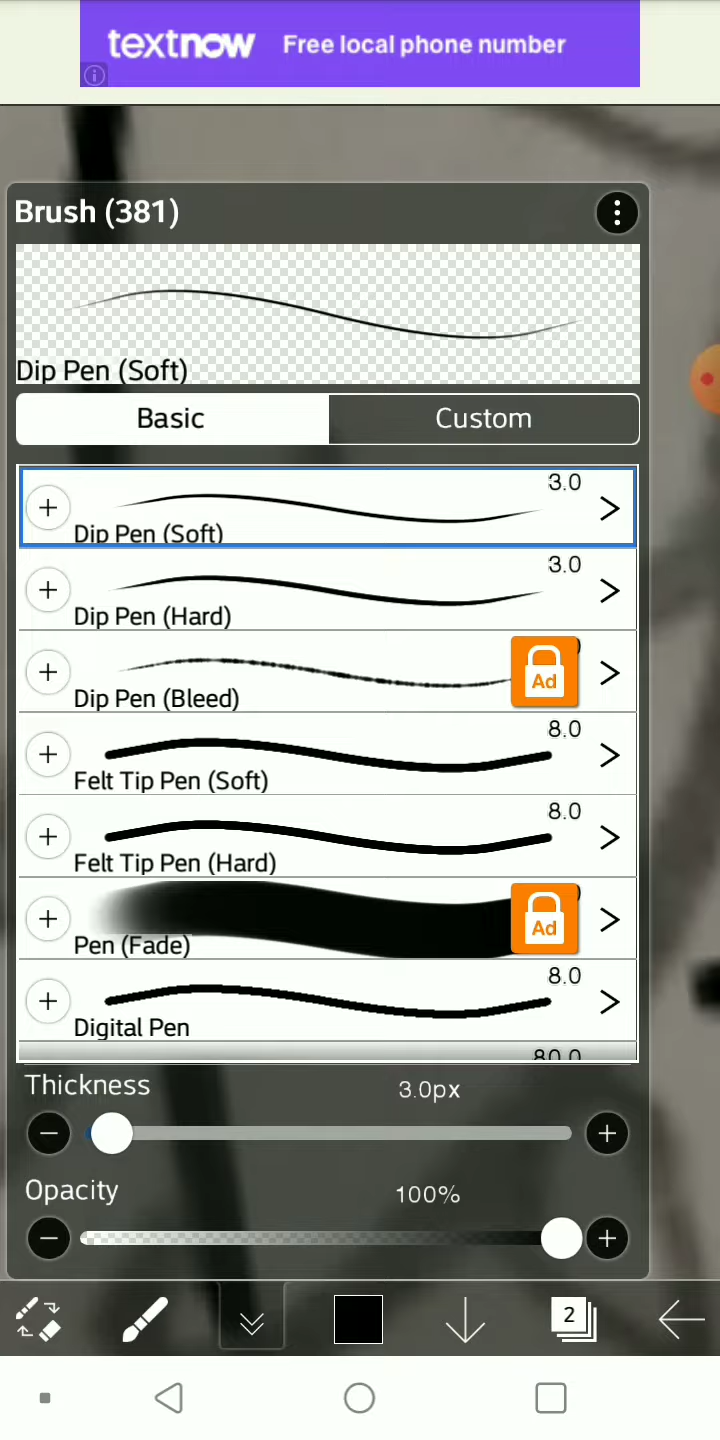 textnow Free local phone number
Brush (381)
Dip Pen (Soft)
Basic Custom
3.0
Dip Pen (Soft)
3.0
Dip Pen (Hard)
Ad
Dip Pen (Bleed)
8.0
Felt Tip Pen (Soft)
8.0
Felt Tip Pen (Hard)
Ad
Pen (Fade)
8.0
Digital Pen
80.0
Thickness 3.0px
Opacity 100%
2